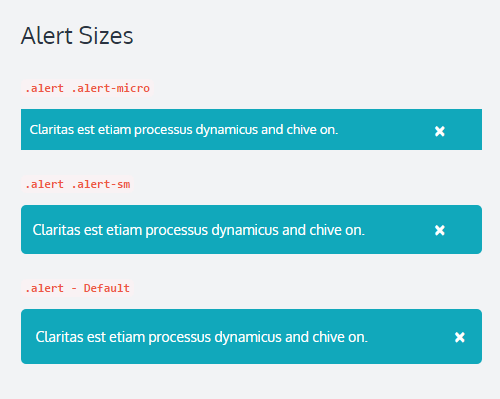 Alert Sizes
.alert .alert-micro
Claritas est etiam processus dynamicus and chive on. ×
.alert .alert-sm
Claritas est etiam processus dynamicus and chive on. ×
.alert - Default
Claritas est etiam processus dynamicus and chive on. ×